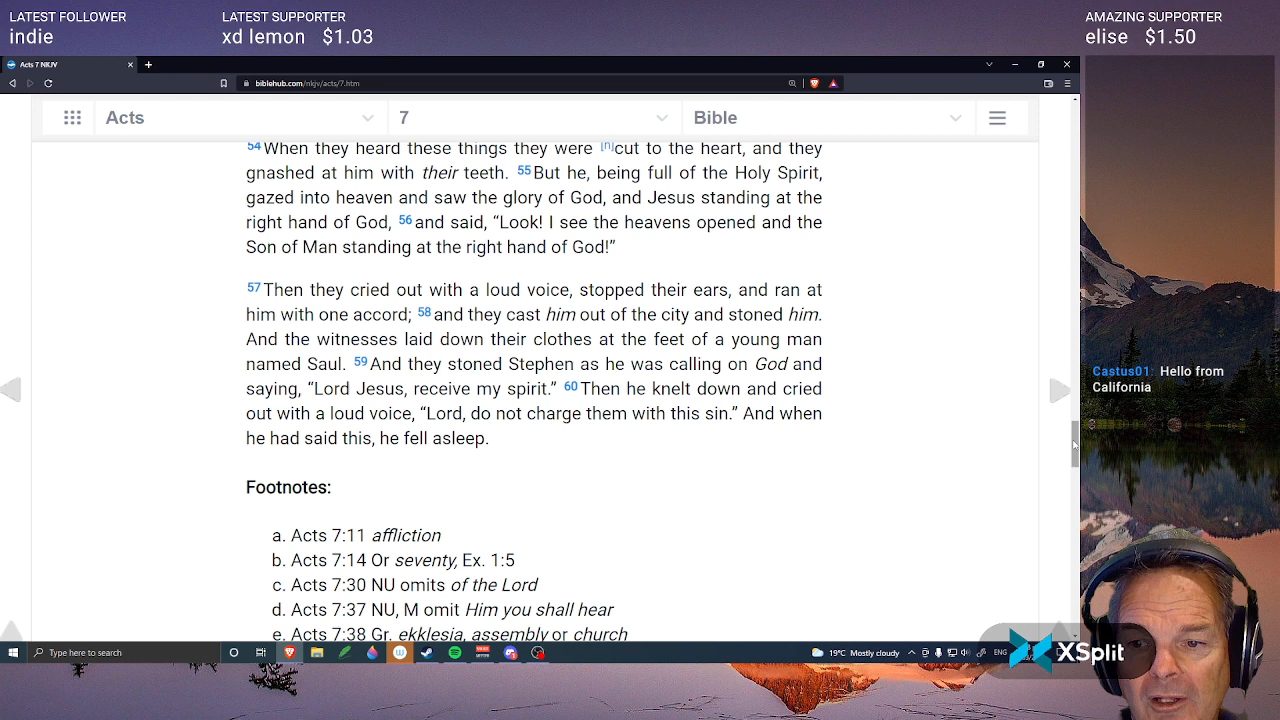 LATEST FOLLOWER
indie
LATEST SUPPORTER
xd lemon $1.03
AMAZING SUPPORTER
elise $1.50
Acts 7 NKJV
biblehub.com/nkjv/acts/7.htm
Acts
7
Bible
54 When they heard these things they were [n]cut to the heart, and they
gnashed at him with their teeth. 55 But he, being full of the Holy Spirit,
gazed into heaven and saw the glory of God, and Jesus standing at the
right hand of God, 56 and said, “Look! I see the heavens opened and the
Son of Man standing at the right hand of God!”
57 Then they cried out with a loud voice, stopped their ears, and ran at
him with one accord; 58 and they cast him out of the city and stoned him.
And the witnesses laid down their clothes at the feet of a young man
named Saul. 59 And they stoned Stephen as he was calling on God and
saying, “Lord Jesus, receive my spirit.” 60 Then he knelt down and cried
out with a loud voice, “Lord, do not charge them with this sin.” And when
he had said this, he fell asleep.
Footnotes:
a. Acts 7:11 affliction
b. Acts 7:14 Or seventy, Ex. 1:5
c. Acts 7:30 NU omits of the Lord
d. Acts 7:37 NU, M omit Him you shall hear
e. Acts 7:38 Gr. ekklesia, assembly or church
Castus01: Hello from
California
Type here to search
19°C Mostly cloudy
ENG
XSplit